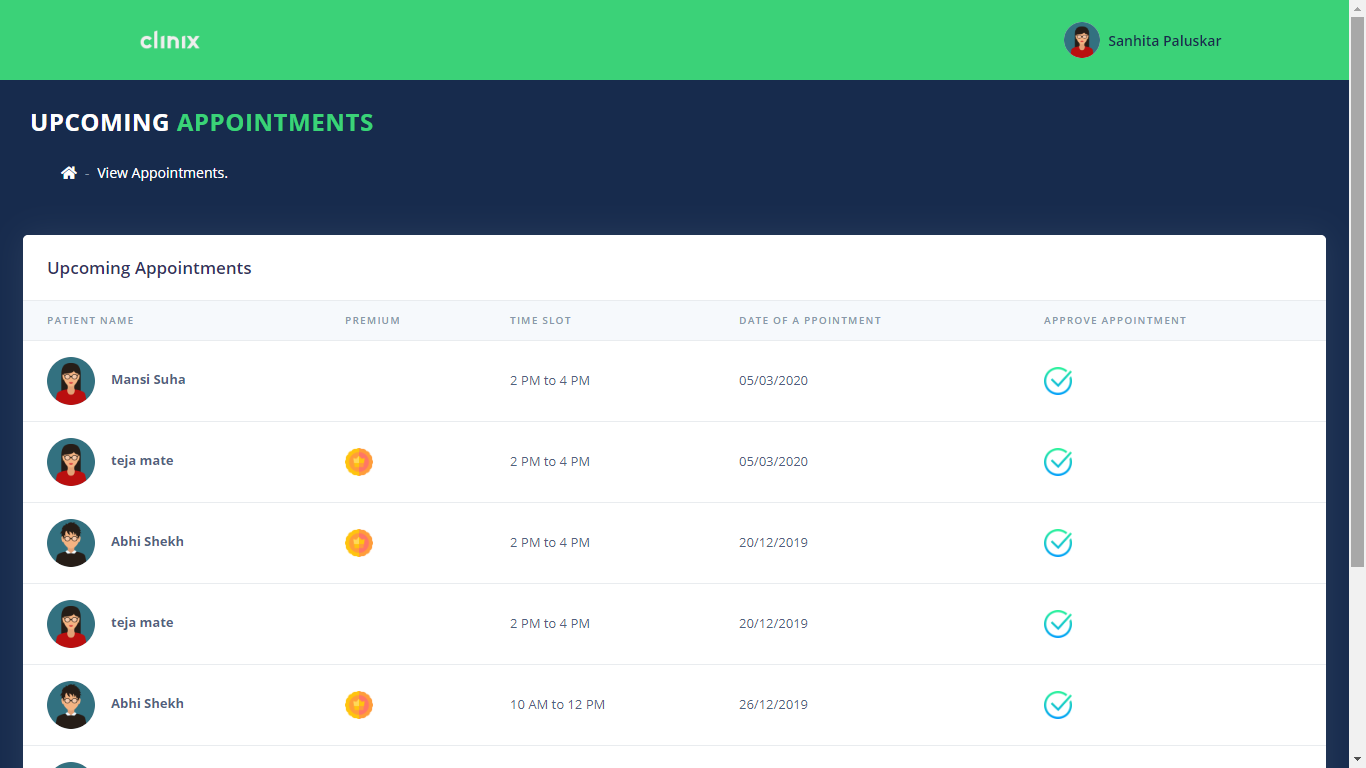 clinix
Sanhita Paluskar
UPCOMING APPOINTMENTS
- View Appointments.
Upcoming Appointments
PATIENT NAME PREMIUM TIME SLOT DATE OF A PPOINTMENT APPROVE APPOINTMENT
Mansi Suha 2 PM to 4 PM 05/03/2020
teja mate 2 PM to 4 PM 05/03/2020
Abhi Shekh 2 PM to 4 PM 20/12/2019
teja mate 2 PM to 4 PM 20/12/2019
Abhi Shekh 10 AM to 12 PM 26/12/2019